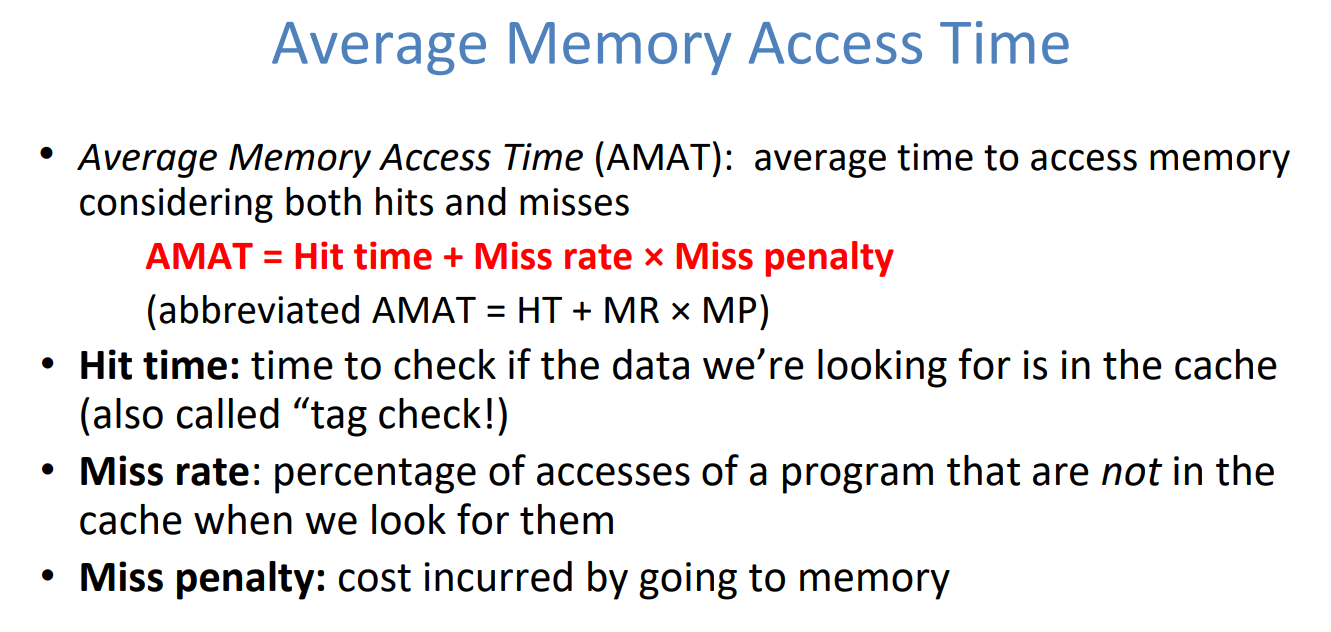 Average Memory Access Time
• Average Memory Access Time (AMAT):  average time to access memory
considering both hits and misses
AMAT = Hit time + Miss rate × Miss penalty
(abbreviated AMAT = HT + MR × MP)
• Hit time: time to check if the data we’re looking for is in the cache
(also called “tag check!)
• Miss rate: percentage of accesses of a program that are not in the
cache when we look for them
• Miss penalty: cost incurred by going to memory